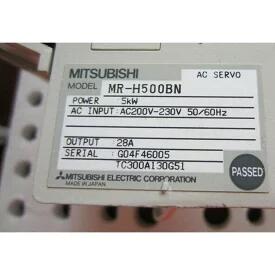 MITSUBISHI AC SERVO
MODEL MR-H500BN
POWER 5kW
AC INPUT:AC200V-230V 50/60Hz
OUTPUT 28A
SERIAL G04F46005
TC300A130G51
PASSED
MITSUBISHI ELECTRIC CORPORATION
MADE IN JAPAN